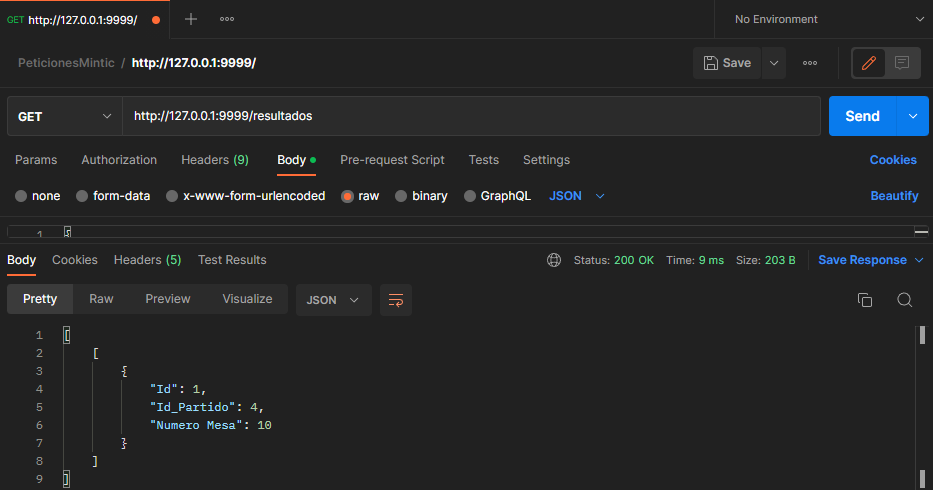 GET http://127.0.0.1:9999/
No Environment
PeticionesMintic / http://127.0.0.1:9999/
Save
GET http://127.0.0.1:9999/resultados
Send
Params Authorization Headers (9) Body Pre-request Script Tests Settings Cookies
none form-data x-www-form-urlencoded raw binary GraphQL JSON Beautify
1 {
Body Cookies Headers (5) Test Results Status: 200 OK Time: 9 ms Size: 203 B Save Response
Pretty Raw Preview Visualize JSON
1 [
2 [
3 {
4 "Id": 1,
5 "Id_Partido": 4,
6 "Numero Mesa": 10
7 }
8 ]
9 ]